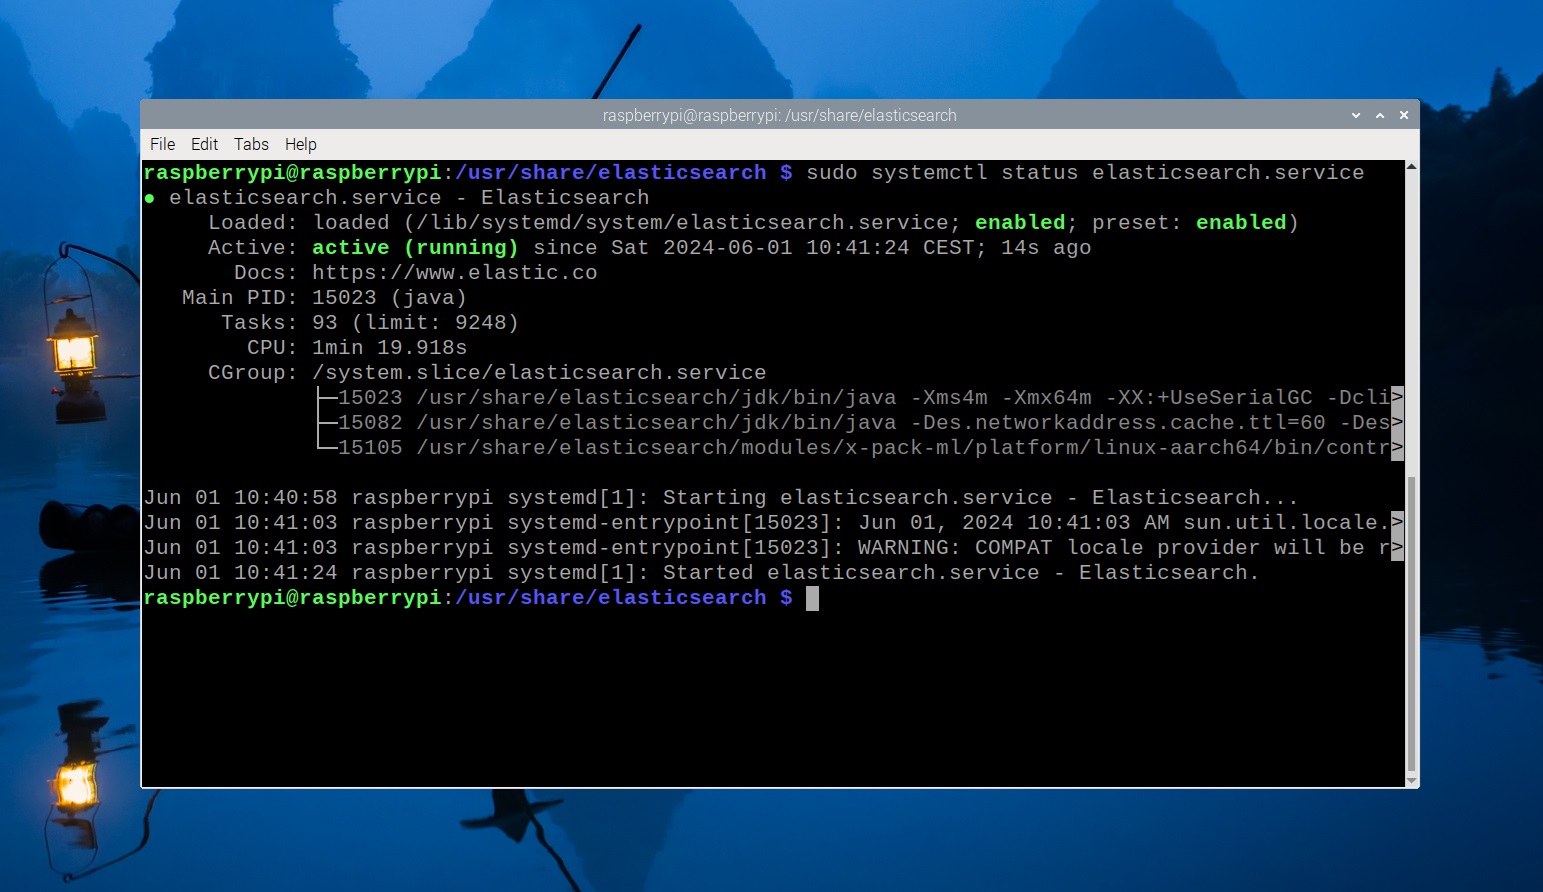 raspberrypi@raspberrypi: /usr/share/elasticsearch
File Edit Tabs Help
raspberrypi@raspberrypi:/usr/share/elasticsearch $ sudo systemctl status elasticsearch.service
● elasticsearch.service - Elasticsearch
Loaded: loaded (/lib/systemd/system/elasticsearch.service; enabled; preset: enabled)
Active: active (running) since Sat 2024-06-01 10:41:24 CEST; 14s ago
Docs: https://www.elastic.co
Main PID: 15023 (java)
Tasks: 93 (limit: 9248)
CPU: 1min 19.918s
CGroup: /system.slice/elasticsearch.service
├─15023 /usr/share/elasticsearch/jdk/bin/java -Xms4m -Xmx64m -XX:+UseSerialGC -Dcli>
├─15082 /usr/share/elasticsearch/jdk/bin/java -Des.networkaddress.cache.ttl=60 -Des>
└─15105 /usr/share/elasticsearch/modules/x-pack-ml/platform/linux-aarch64/bin/contr>
Jun 01 10:40:58 raspberrypi systemd[1]: Starting elasticsearch.service - Elasticsearch...
Jun 01 10:41:03 raspberrypi systemd-entrypoint[15023]: Jun 01, 2024 10:41:03 AM sun.util.locale.>
Jun 01 10:41:03 raspberrypi systemd-entrypoint[15023]: WARNING: COMPAT locale provider will be r>
Jun 01 10:41:24 raspberrypi systemd[1]: Started elasticsearch.service - Elasticsearch.
raspberrypi@raspberrypi:/usr/share/elasticsearch $